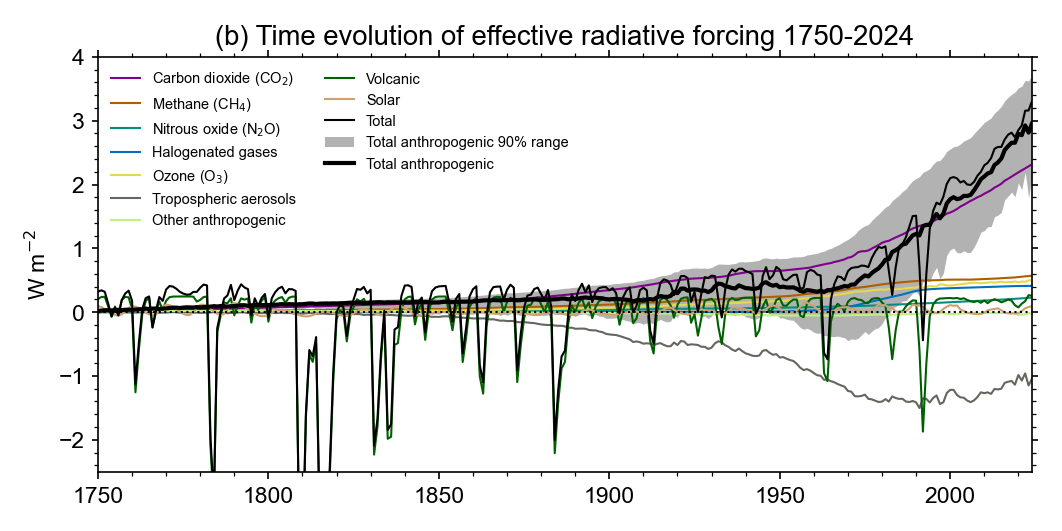 (b) Time evolution of effective radiative forcing 1750-2024
W m⁻²
4
3
2
1
0
−1
−2
Carbon dioxide (CO₂)
Methane (CH₄)
Nitrous oxide (N₂O)
Halogenated gases
Ozone (O₃)
Tropospheric aerosols
Other anthropogenic
Volcanic
Solar
Total
Total anthropogenic 90% range
Total anthropogenic
1750 1800 1850 1900 1950 2000